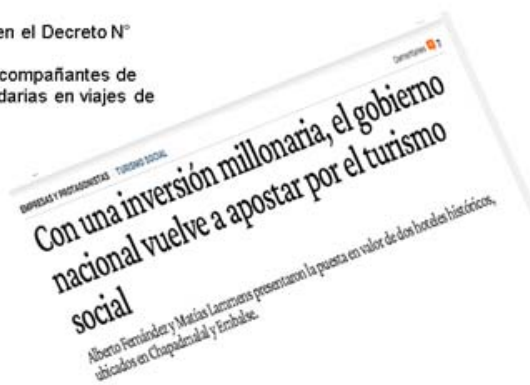 en el Decreto N°
compañantes de
darias en viajes de
Comentarios 7
EMPRESAS Y PROTAGONISTAS TURISMO SOCIAL
Con una inversión millonaria, el gobierno
nacional vuelve a apostar por el turismo
social
Alberto Fernández y Matías Lammens presentaron la puesta en valor de dos hoteles históricos,
ubicados en Chapadmalal y Embalse.